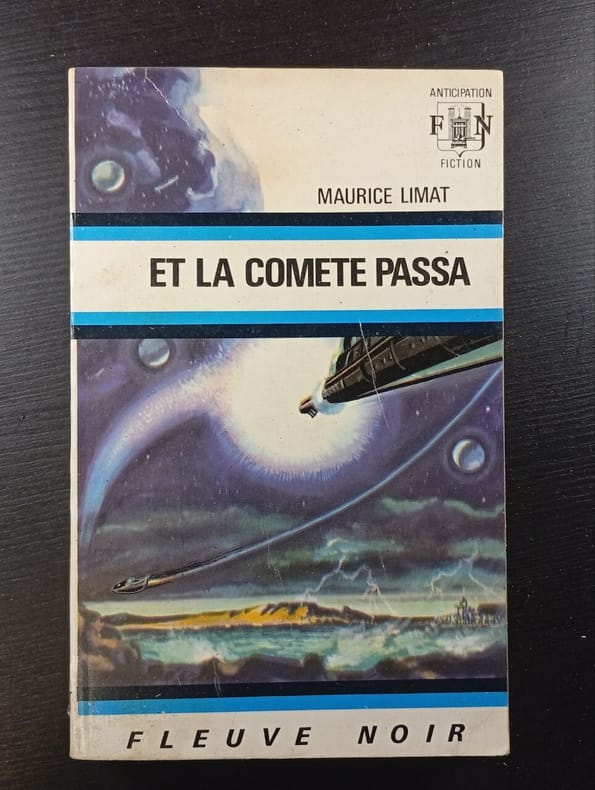 ANTICIPATION
F N
FICTION
MAURICE LIMAT
ET LA COMETE PASSA
FLEUVE NOIR